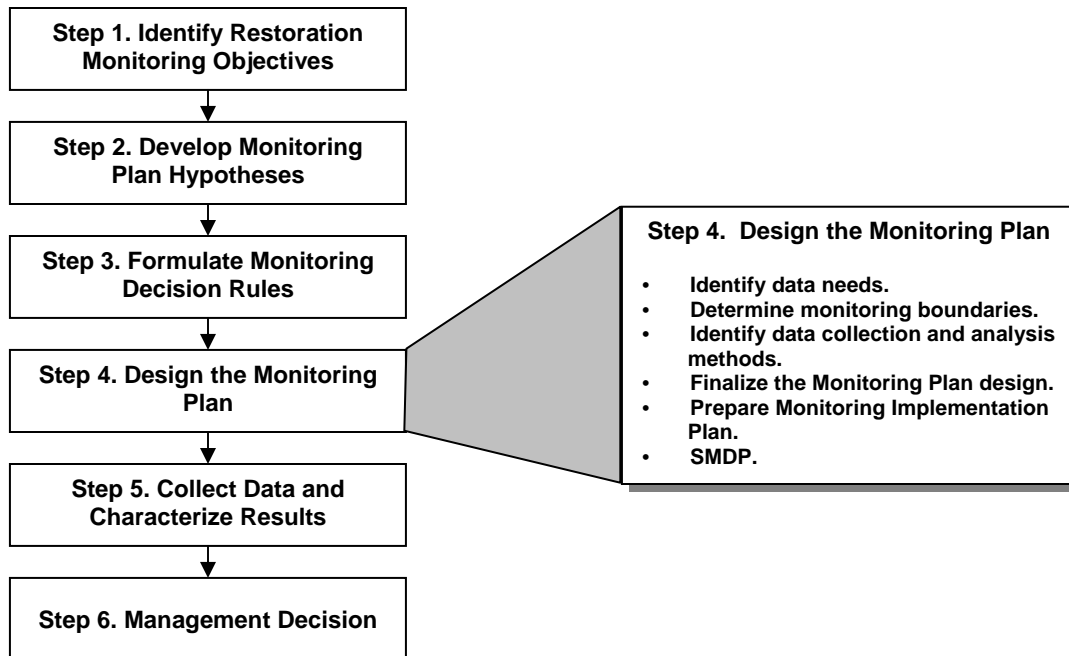 Step 1. Identify Restoration
Monitoring Objectives
Step 2. Develop Monitoring
Plan Hypotheses
Step 3. Formulate Monitoring
Decision Rules
Step 4. Design the Monitoring
Plan
Step 5. Collect Data and
Characterize Results
Step 6. Management Decision
Step 4. Design the Monitoring Plan
• Identify data needs.
• Determine monitoring boundaries.
• Identify data collection and analysis
methods.
• Finalize the Monitoring Plan design.
• Prepare Monitoring Implementation
Plan.
• SMDP.